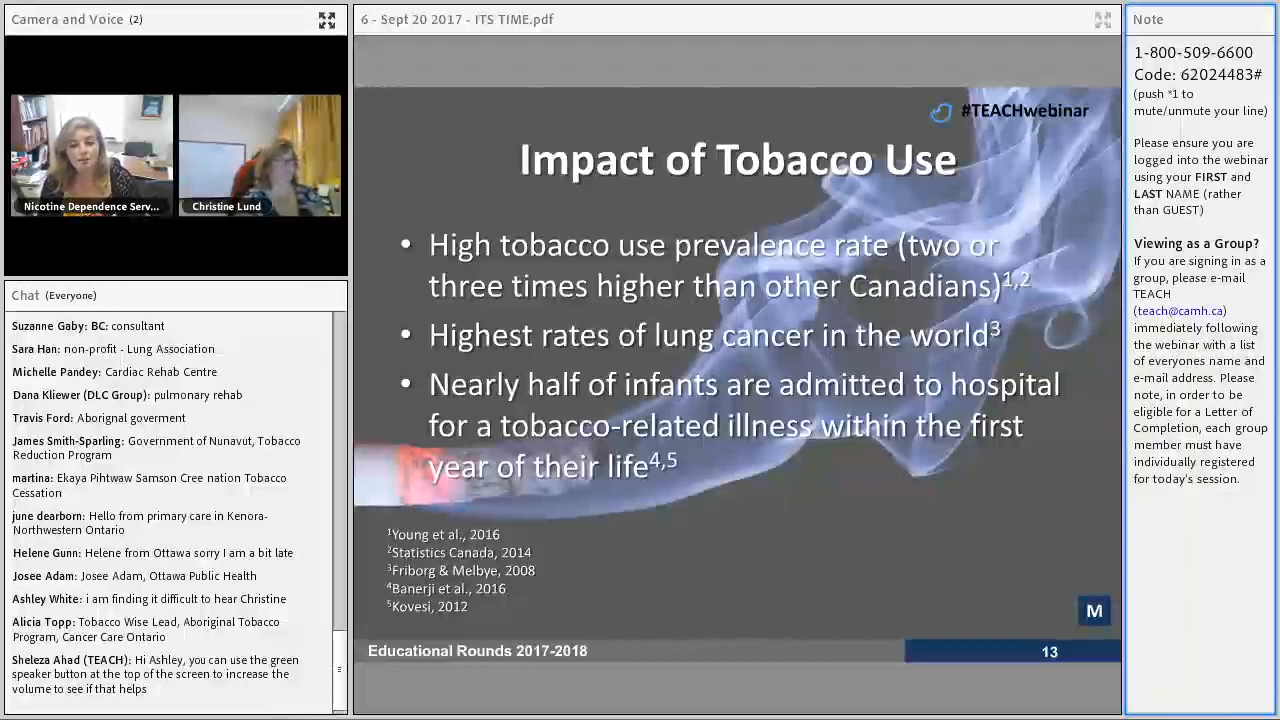 Camera and Voice (2)
Nicotine Dependence Serv...
Christine Lund
Chat (Everyone)
Suzanne Gaby: BC: consultant
Sara Han: non-profit - Lung Association
Michelle Pandey: Cardiac Rehab Centre
Dana Kliewer (DLC Group): pulmonary rehab
Travis Ford: Aborignal goverment
James Smith-Sparling: Government of Nunavut, Tobacco
Reduction Program
martina: Ekaya Pihtwaw Samson Cree nation Tobacco
Cessation
june dearborn: Hello from primary care in Kenora-
Northwestern Ontario
Helene Gunn: Helene from Ottawa sorry I am a bit late
Josee Adam: Josee Adam, Ottawa Public Health
Ashley White: i am finding it difficult to hear Christine
Alicia Topp: Tobacco Wise Lead, Aboriginal Tobacco
Program, Cancer Care Ontario
Sheleza Ahad (TEACH): Hi Ashley, you can use the green
speaker button at the top of the screen to increase the
volume to see if that helps
6 - Sept 20 2017 - ITS TIME.pdf
#TEACHwebinar
Impact of Tobacco Use
• High tobacco use prevalence rate (two or
three times higher than other Canadians)1,2
• Highest rates of lung cancer in the world3
• Nearly half of infants are admitted to hospital
for a tobacco-related illness within the first
year of their life4,5
1Young et al., 2016
2Statistics Canada, 2014
3Friborg & Melbye, 2008
4Banerji et al., 2016
5Kovesi, 2012
M
Educational Rounds 2017-2018
13
Note
1-800-509-6600
Code: 62024483#
(push *1 to
mute/unmute your line)
Please ensure you are
logged into the webinar
using your FIRST and
LAST NAME (rather
than GUEST)
Viewing as a Group?
If you are signing in as a
group, please e-mail
TEACH
(teach@camh.ca)
immediately following
the webinar with a list
of everyones name and
e-mail address. Please
note, in order to be
eligible for a Letter of
Completion, each group
member must have
individually registered
for today's session.